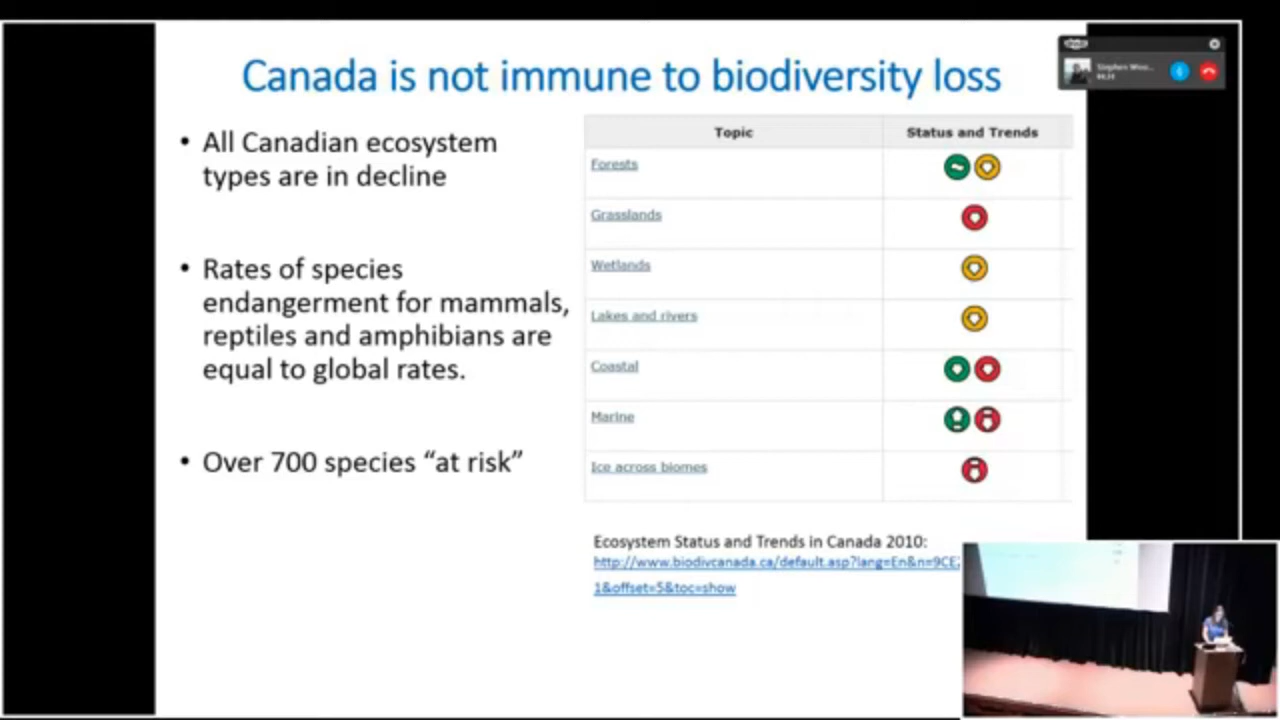 Canada is not immune to biodiversity loss
• All Canadian ecosystem
types are in decline
• Rates of species
endangerment for mammals,
reptiles and amphibians are
equal to global rates.
• Over 700 species “at risk”
Topic Status and Trends
Forests
Grasslands
Wetlands
Lakes and rivers
Coastal
Marine
Ice across biomes
Ecosystem Status and Trends in Canada 2010:
http://www.biodivcanada.ca/default.asp?lang=En&n=9CE
1&offset=5&toc=show
skype
Stephen